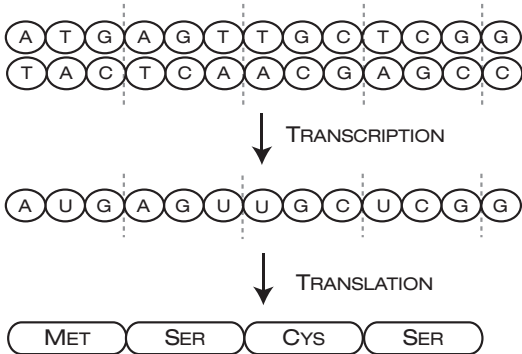 A T G A G T T G C T C G G
T A C T C A A C G A G C C
TRANSCRIPTION
A U G A G U U G C U C G G
TRANSLATION
MET SER CYS SER